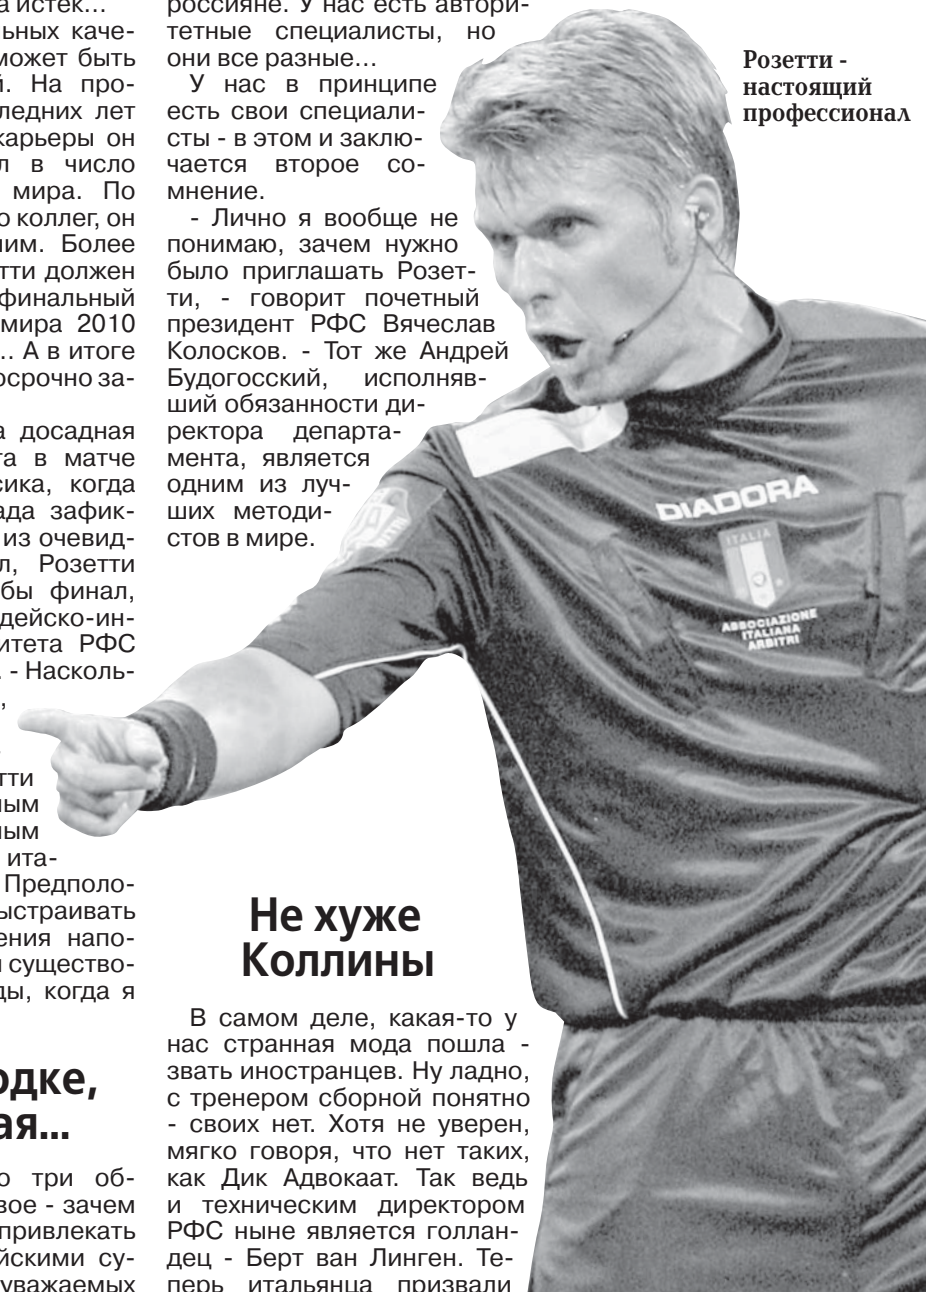 а истек...
ьных каче-
может быть
й. На про-
ледних лет
карьеры он
л в число
мира. По
о коллег, он
ним. Более
тти должен
финальный
мира 2010
.. А в итоге
осрочно за-
а досадная
та в матче
сика, когда
ада зафик-
из очевид-
л, Розетти
бы финал,
дейско-ин-
итета РФС
. - Насколь-
,
тти
ным
ным
ита-
Предполо-
ыстраивать
ения напо-
и существо-
ды, когда я
одке,
ая...
о три об-
вое - зачем
привлекать
йскими су-
уважаемых
россияне. У нас есть автори-
тетные специалисты, но
они все разные...
У нас в принципе
есть свои специали-
сты - в этом и заклю-
чается второе со-
мнение.
- Лично я вообще не
понимаю, зачем нужно
было приглашать Розет-
ти, - говорит почетный
президент РФС Вячеслав
Колосков. - Тот же Андрей
Будогосский, исполняв-
ший обязанности ди-
ректора департа-
мента, является
одним из луч-
ших методи-
стов в мире.
Не хуже
Коллины
В самом деле, какая-то у
нас странная мода пошла -
звать иностранцев. Ну ладно,
с тренером сборной понятно
- своих нет. Хотя не уверен,
мягко говоря, что нет таких,
как Дик Адвокаат. Так ведь
и техническим директором
РФС ныне является голлан-
дец - Берт ван Линген. Те-
перь итальянца призвали
Розетти -
настоящий
профессионал
DIADORA
ITALIA
ASSOCIAZIONE
ITALIANA
ARBITRI